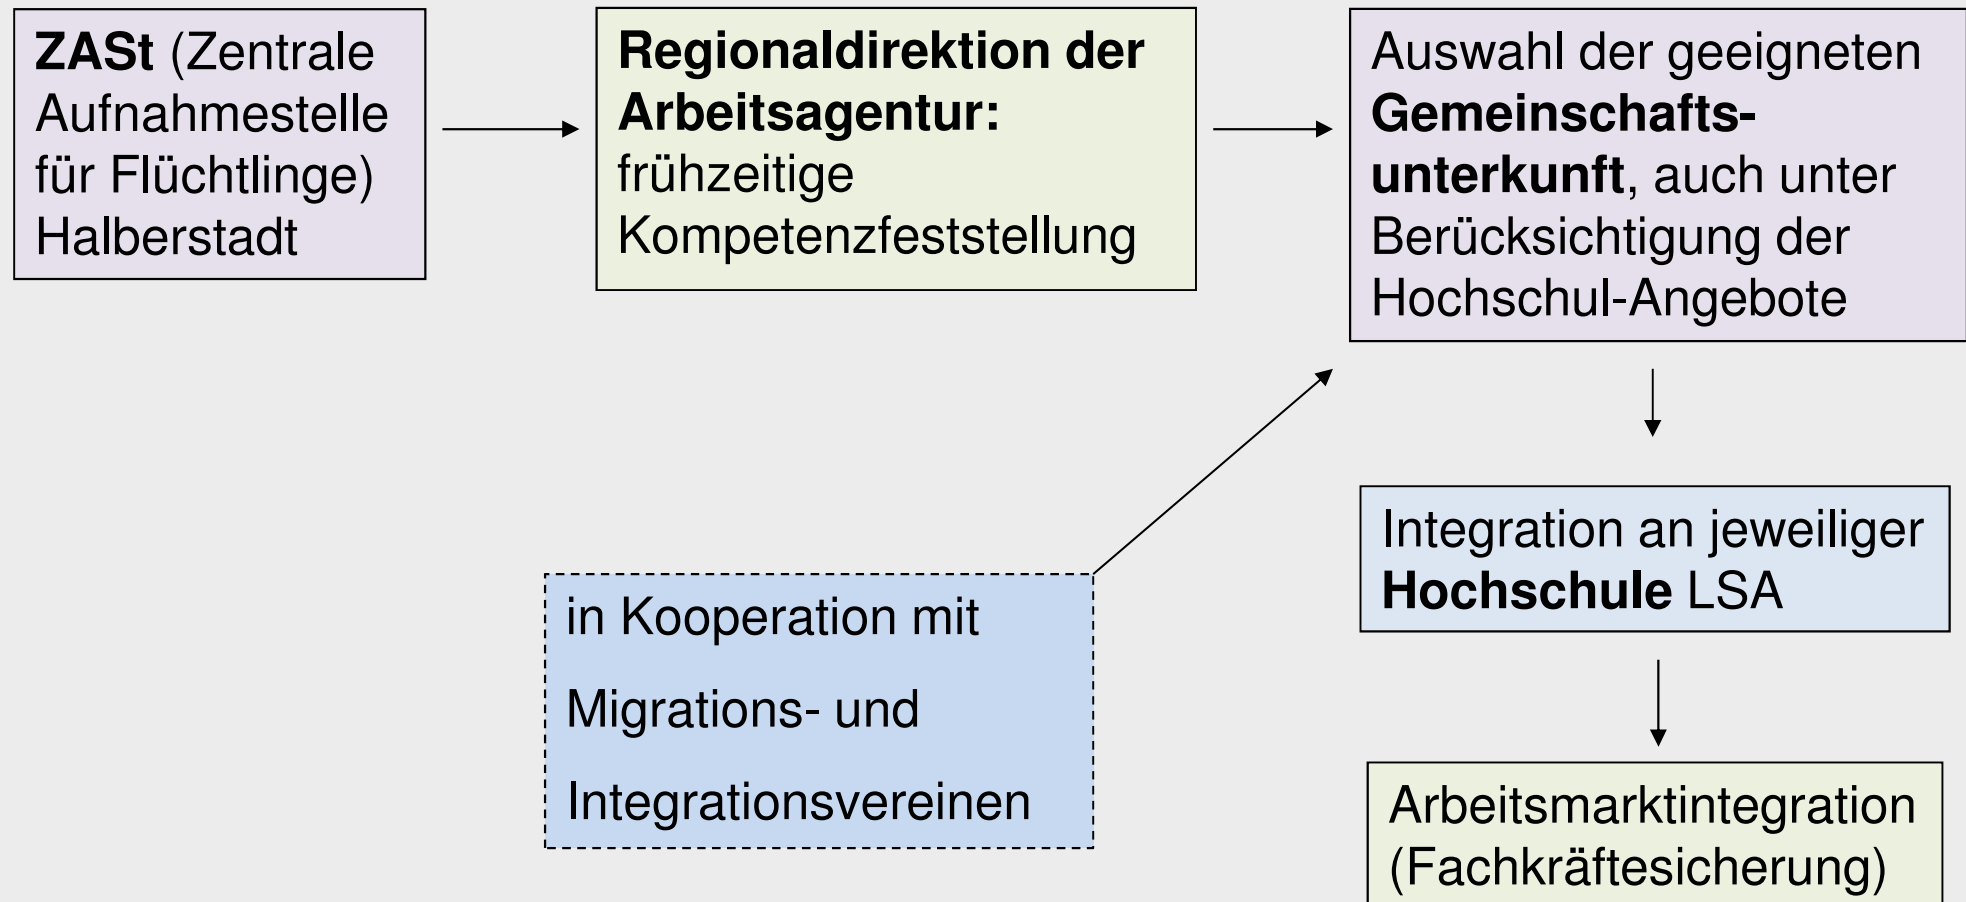 ZASt (Zentrale
Aufnahmestelle
für Flüchtlinge)
Halberstadt
Regionaldirektion der
Arbeitsagentur:
frühzeitige
Kompetenzfeststellung
Auswahl der geeigneten
Gemeinschafts-
unterkunft, auch unter
Berücksichtigung der
Hochschul-Angebote
Integration an jeweiliger
Hochschule LSA
in Kooperation mit
Migrations- und
Integrationsvereinen
Arbeitsmarktintegration
(Fachkräftesicherung)